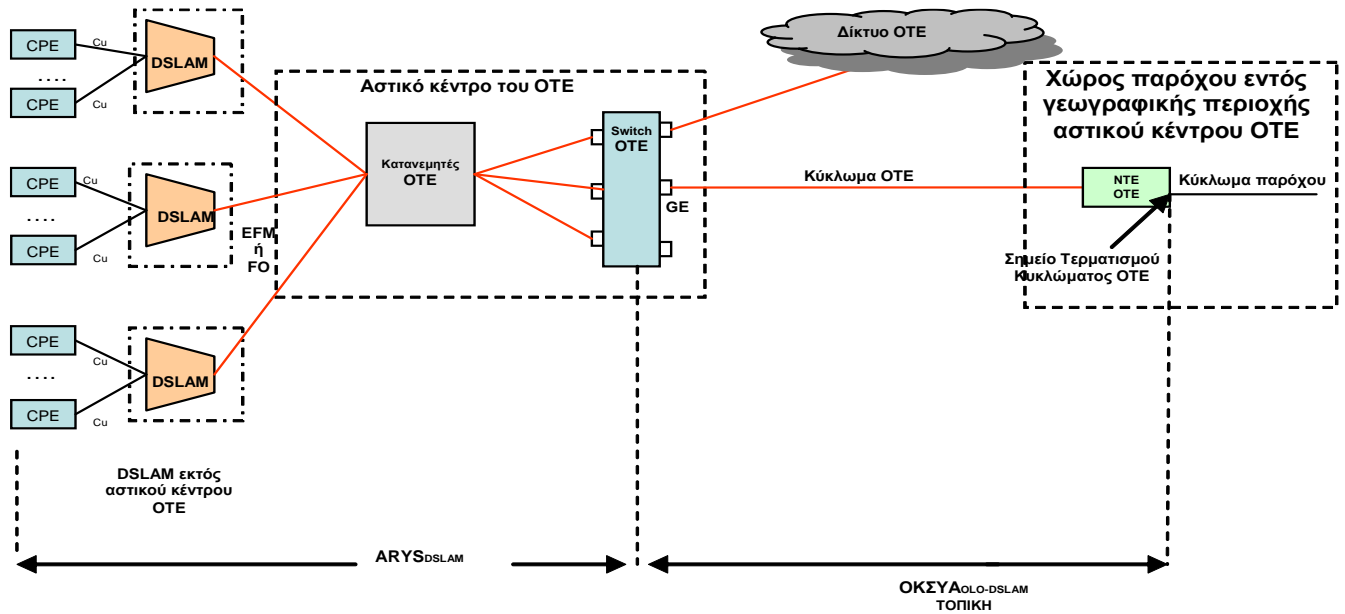 CPE
Cu
....
CPE
Cu
DSLAM
CPE
Cu
....
CPE
Cu
DSLAM
CPE
Cu
....
CPE
Cu
DSLAM
DSLAM εκτός
αστικού κέντρου
ΟΤΕ
EFM
ή
FO
Αστικό κέντρο του ΟΤΕ
Κατανεμητές
ΟΤΕ
Switch
ΟΤΕ
GE
Δίκτυο ΟΤΕ
Κύκλωμα ΟΤΕ
Χώρος παρόχου εντός
γεωγραφικής περιοχής
αστικού κέντρου ΟΤΕ
NTE
ΟΤΕ
Κύκλωμα παρόχου
Σημείο Τερματισμού
Κυκλώματος ΟΤΕ
ARYSDSLAM
ΟΚΣΥΑOLO-DSLAM
ΤΟΠΙΚΗ